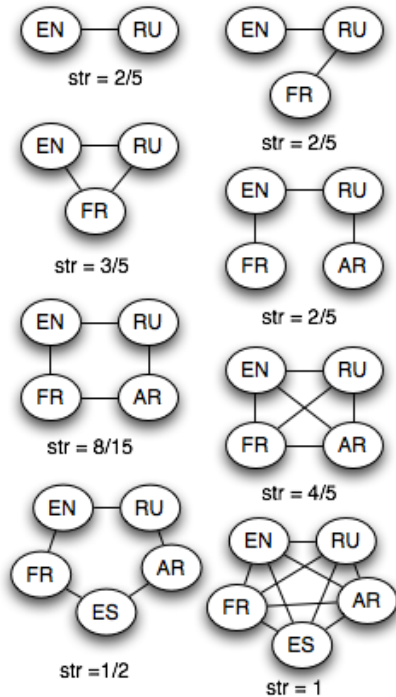 EN RU
str = 2/5
EN RU
FR
str = 2/5
EN RU
FR
str = 3/5
EN RU
FR AR
str = 2/5
EN RU
FR AR
str = 8/15
EN RU
FR AR
str = 4/5
EN RU
FR AR
ES
str =1/2
EN RU
FR AR
ES
str = 1